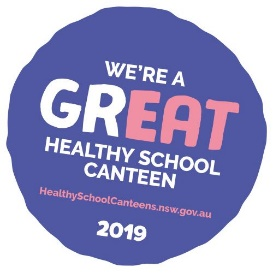 WE'RE A
GREAT
HEALTHY SCHOOL
CANTEEN
HealthySchoolCanteens.nsw.gov.au
2019